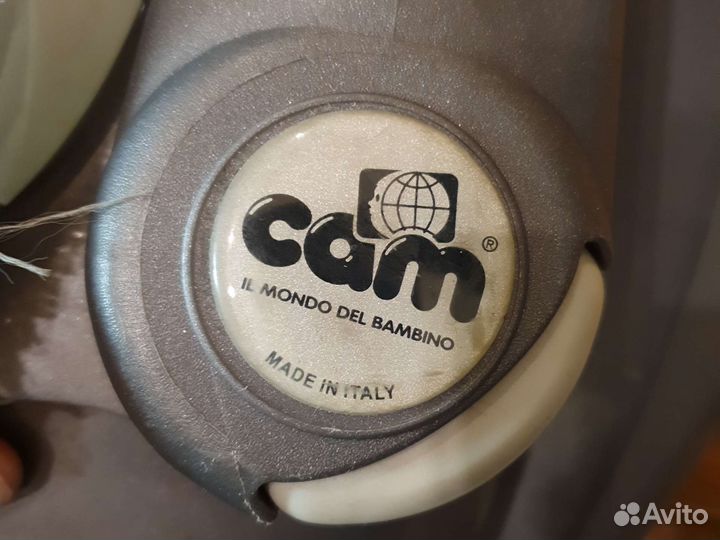 cam®
IL MONDO DEL BAMBINO
MADE IN ITALY
Avito